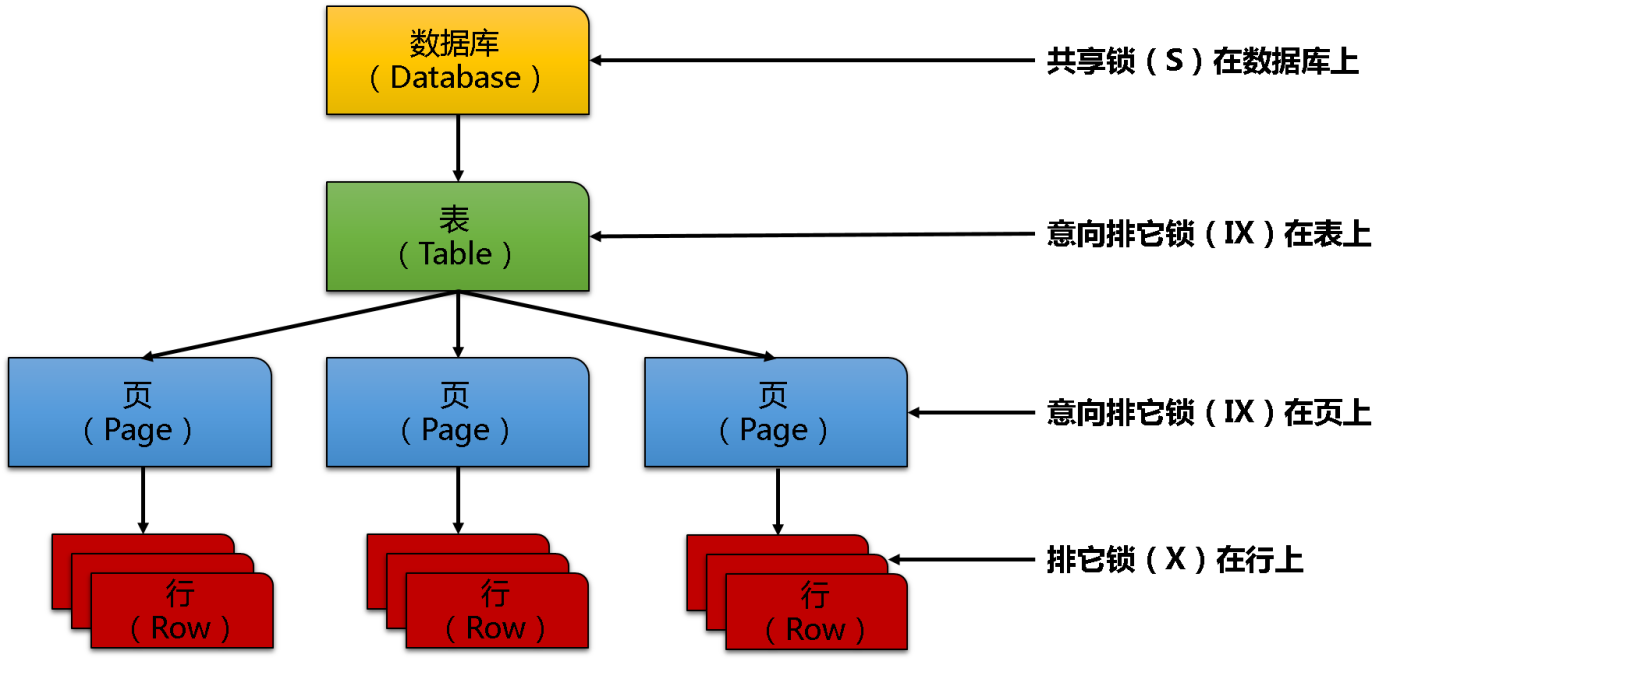 数据库
（Database）
共享锁（S）在数据库上
表
（Table）
意向排它锁（IX）在表上
页
（Page）
页
（Page）
页
（Page）
意向排它锁（IX）在页上
行
（Row）
行
（Row）
行
（Row）
排它锁（X）在行上